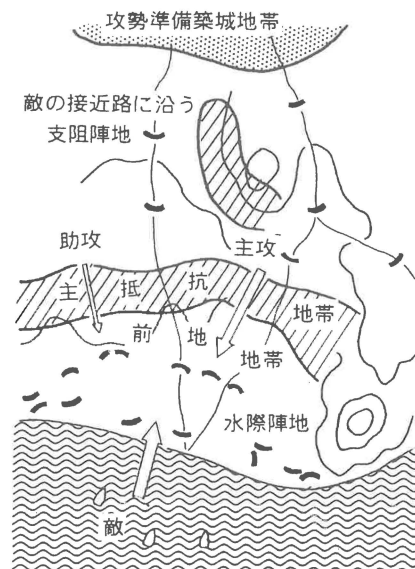 攻勢準備築城地帯
敵の接近路に沿う
支阻陣地
助攻
主攻
主抵抗地帯
前地地帯
水際陣地
敵